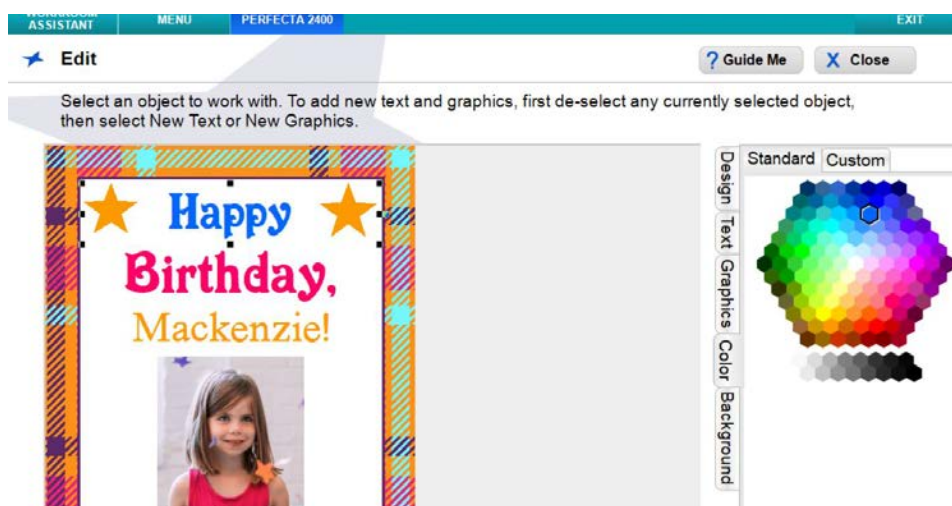 WORKROOM
ASSISTANT
MENU
PERFECTA 2400
EXIT
Edit
? Guide Me
X Close
Select an object to work with. To add new text and graphics, first de-select any currently selected object,
then select New Text or New Graphics.
Happy
Birthday,
Mackenzie!
Design
Text
Graphics
Color
Background
Standard
Custom